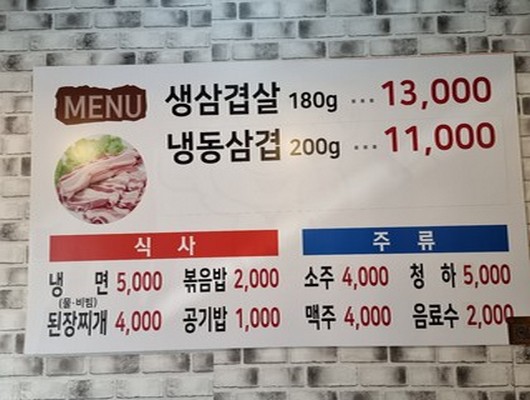 MENU
생삼겹살 180g ... 13,000
냉동삼겹 200g ... 11,000
식 사
냉 면 5,000 볶음밥 2,000
(물·비빔)
된장찌개 4,000 공기밥 1,000
주 류
소주 4,000 청 하 5,000
맥주 4,000 음료수 2,000